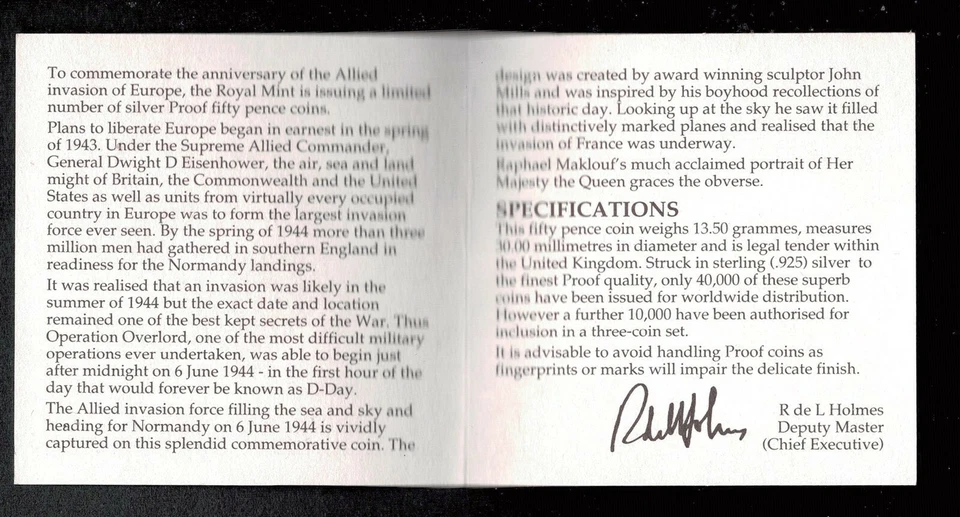 To commemorate the anniversary of the Allied
invasion of Europe, the Royal Mint is issuing a limited
number of silver Proof fifty pence coins.
Plans to liberate Europe began in earnest in the spring
of 1943. Under the Supreme Allied Commander,
General Dwight D Eisenhower, the air, sea and land
might of Britain, the Commonwealth and the United
States as well as units from virtually every occupied
country in Europe was to form the largest invasion
force ever seen. By the spring of 1944 more than three
million men had gathered in southern England in
readiness for the Normandy landings.
It was realised that an invasion was likely in the
summer of 1944 but the exact date and location
remained one of the best kept secrets of the War. Thus
Operation Overlord, one of the most difficult military
operations ever undertaken, was able to begin just
after midnight on 6 June 1944 - in the first hour of the
day that would forever be known as D-Day.
The Allied invasion force filling the sea and sky and
heading for Normandy on 6 June 1944 is vividly
captured on this splendid commemorative coin. The
design was created by award winning sculptor John
Mills and was inspired by his boyhood recollections of
that historic day. Looking up at the sky he saw it filled
with distinctively marked planes and realised that the
invasion of France was underway.
Raphael Maklouf's much acclaimed portrait of Her
Majesty the Queen graces the obverse.
SPECIFICATIONS
This fifty pence coin weighs 13.50 grammes, measures
30.00 millimetres in diameter and is legal tender within
the United Kingdom. Struck in sterling (.925) silver to
the finest Proof quality, only 40,000 of these superb
coins have been issued for worldwide distribution.
However a further 10,000 have been authorised for
inclusion in a three-coin set.
It is advisable to avoid handling Proof coins as
fingerprints or marks will impair the delicate finish.
R de L Holmes
Deputy Master
(Chief Executive)